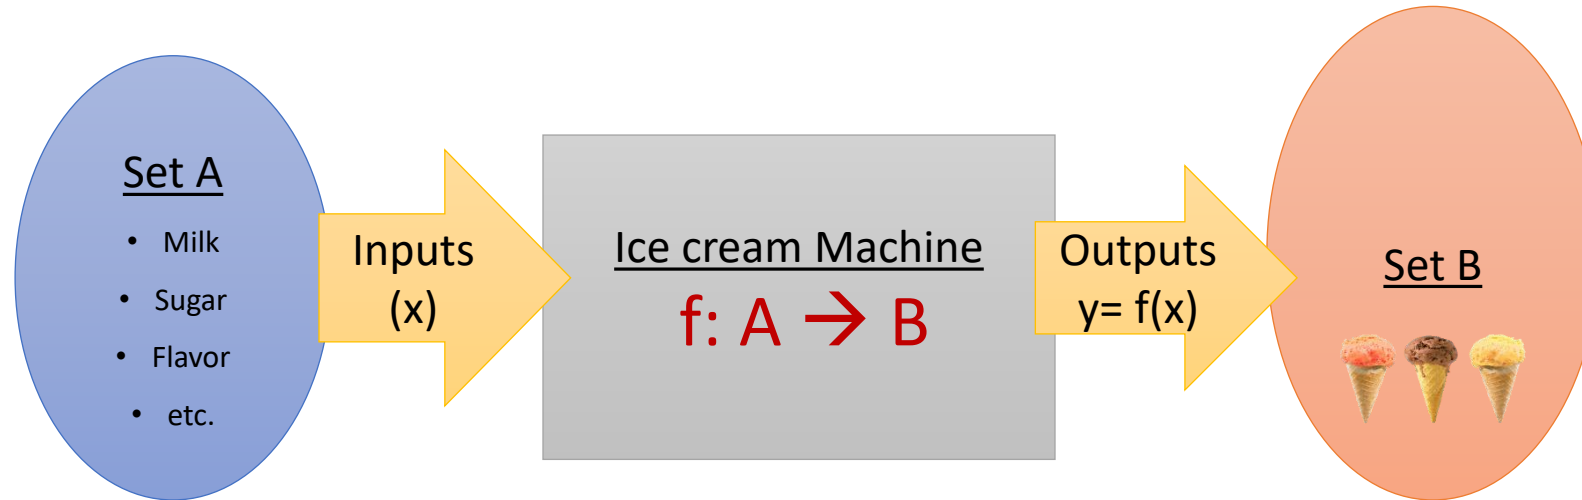 Set A
• Milk
• Sugar
• Flavor
• etc.
Inputs
(x)
Ice cream Machine
f: A → B
Outputs
y= f(x)
Set B